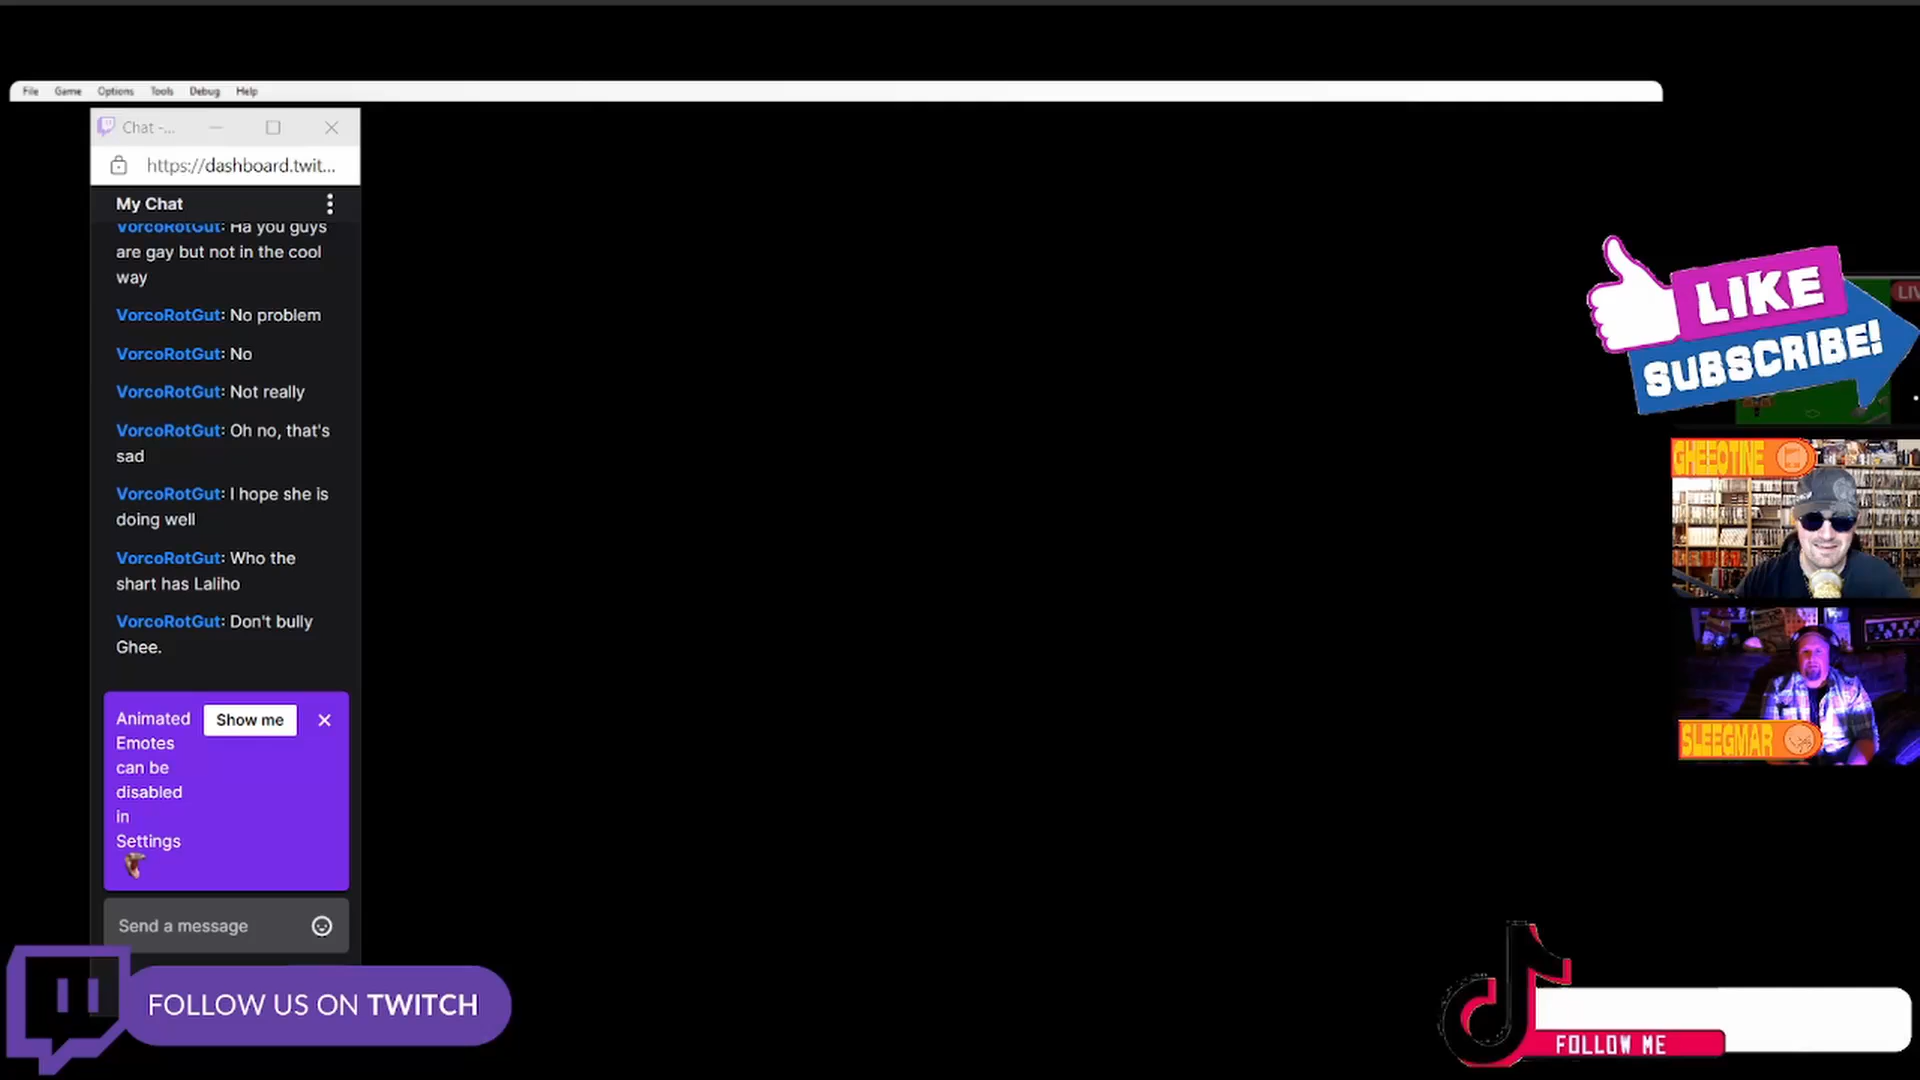 File Game Options Tools Debug Help
Chat -...
https://dashboard.twit...
My Chat
VorcoRotGut: Ha you guys
are gay but not in the cool
way
VorcoRotGut: No problem
VorcoRotGut: No
VorcoRotGut: Not really
VorcoRotGut: Oh no, that's
sad
VorcoRotGut: I hope she is
doing well
VorcoRotGut: Who the
shart has Laliho
VorcoRotGut: Don't bully
Ghee.
Animated
Emotes
can be
disabled
in
Settings
Show me
Send a message
FOLLOW US ON TWITCH
LIKE
SUBSCRIBE!
GHEEOTINE
SLEEGMAR
FOLLOW ME